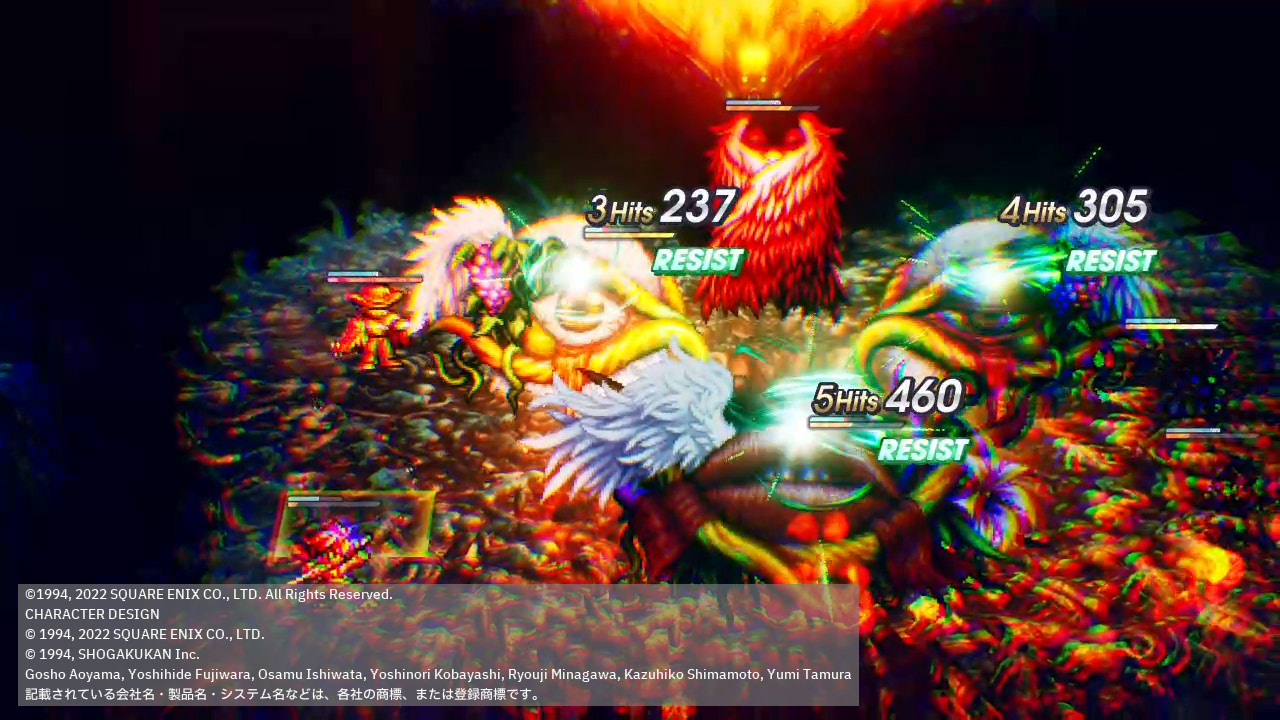 3Hits 237
RESIST
4Hits 305
RESIST
5Hits 460
RESIST
©1994, 2022 SQUARE ENIX CO., LTD. All Rights Reserved.
CHARACTER DESIGN
© 1994, 2022 SQUARE ENIX CO., LTD.
© 1994, SHOGAKUKAN Inc.
Gosho Aoyama, Yoshihide Fujiwara, Osamu Ishiwata, Yoshinori Kobayashi, Ryouji Minagawa, Kazuhiko Shimamoto, Yumi Tamura
記載されている会社名・製品名・システム名などは、各社の商標、または登録商標です。